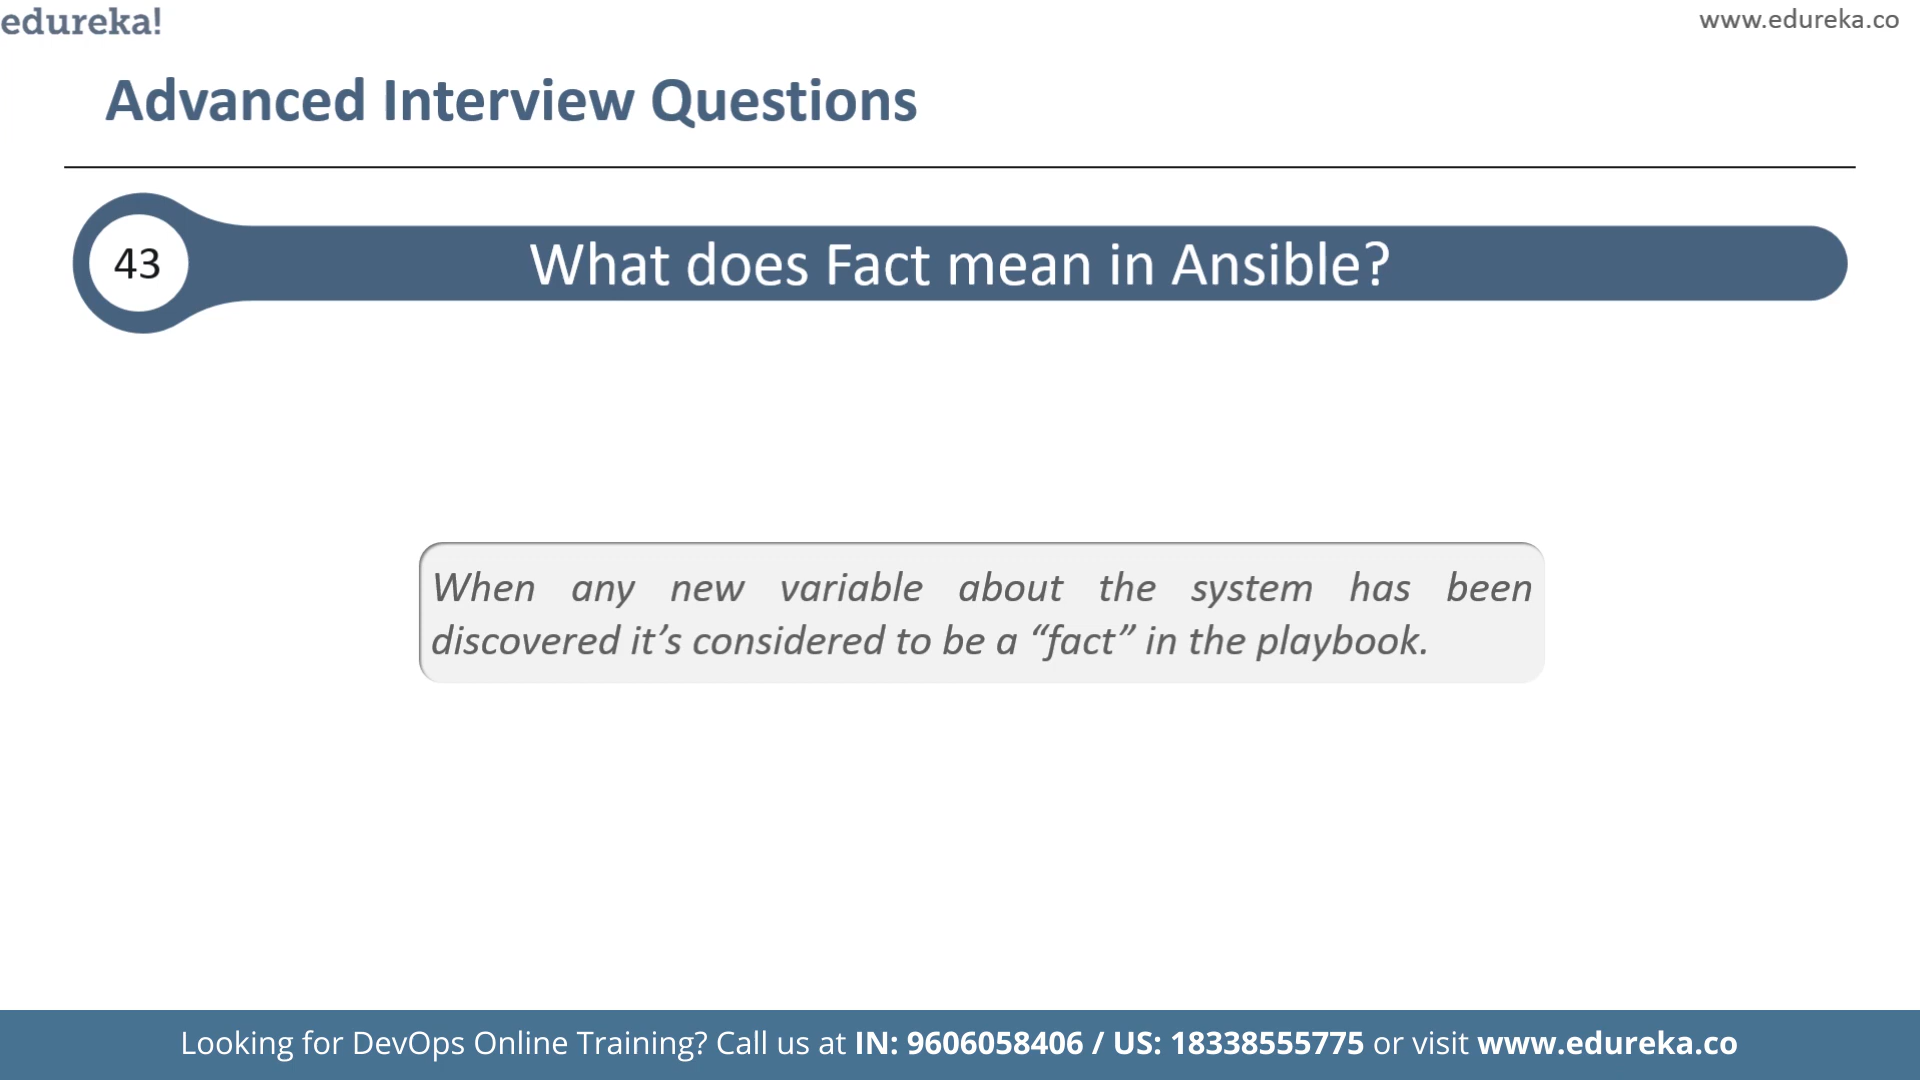 edureka!
www.edureka.co
Advanced Interview Questions
43
What does Fact mean in Ansible?
When any new variable about the system has been
discovered it’s considered to be a “fact” in the playbook.
Looking for DevOps Online Training? Call us at IN: 9606058406 / US: 18338555775 or visit www.edureka.co